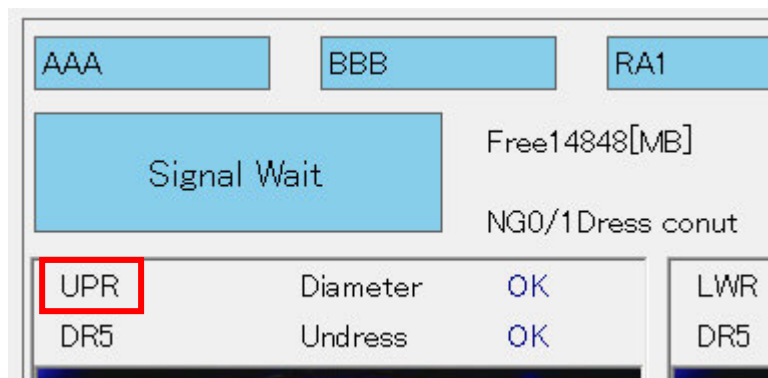 AAA BBB RA1
Signal Wait
Free14848[MB]
NG0/1Dress conut
UPR Diameter OK LWR
DR5 Undress OK DR5